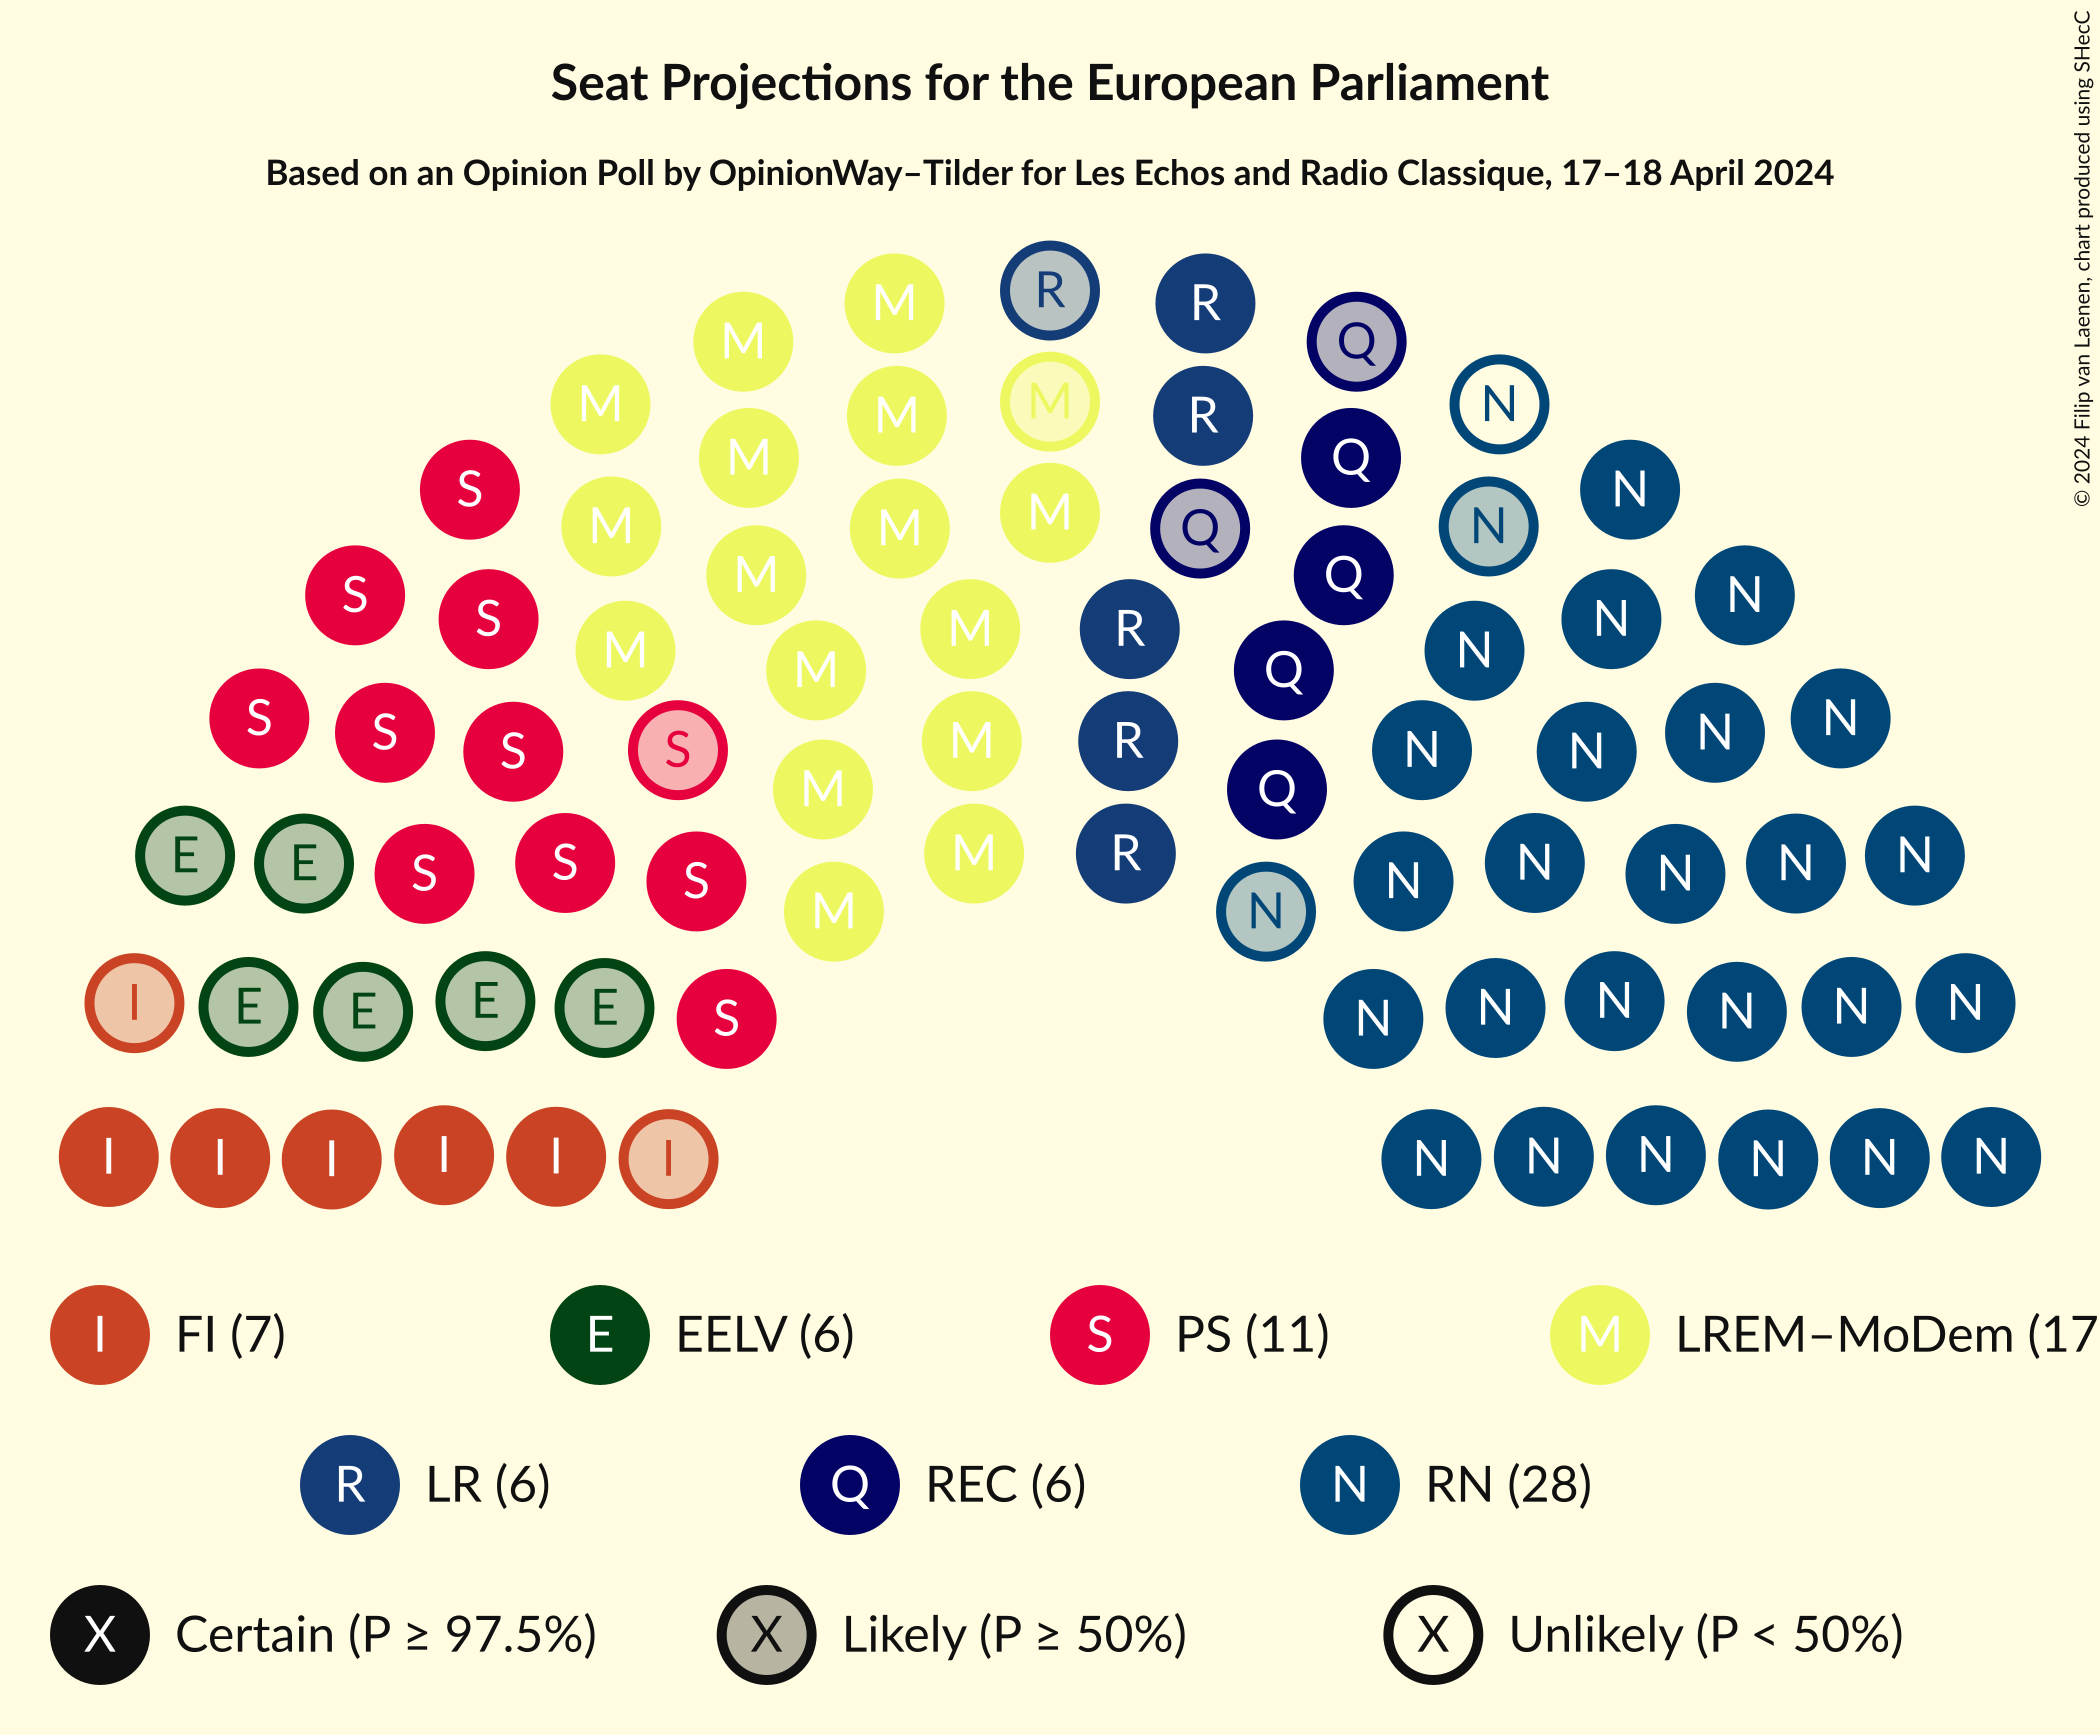 Seat Projections for the European Parliament
Based on an Opinion Poll by OpinionWay–Tilder for Les Echos and Radio Classique, 17–18 April 2024
© 2024 Filip van Laenen, chart produced using SHecC
R
M M R R Q
M M M M R Q N
S M M M M Q Q N N
S S M M M R Q N N N
S S S S M M R Q N N N N
E E S S S M M R N N N N N N
I E E E E S N N N N N N
I I I I I I N N N N N N
I FI (7) E EELV (6) S PS (11) M LREM–MoDem (17
R LR (6) Q REC (6) N RN (28)
X Certain (P ≥ 97.5%) X Likely (P ≥ 50%) X Unlikely (P < 50%)